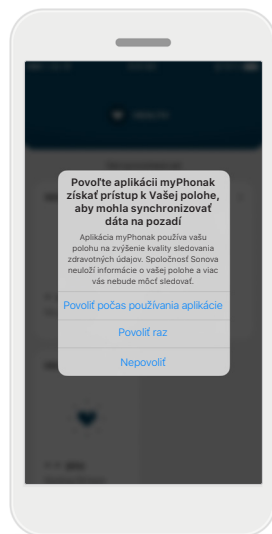 Povoľte aplikácii myPhonak
získať prístup k Vašej polohe,
aby mohla synchronizovať
dáta na pozadí
Aplikácia myPhonak používa vašu
polohu na zvýšenie kvality sledovania
zdravotných údajov. Spoločnosť Sonova
neuloží informácie o vašej polohe a viac
vás nebude môcť sledovať.
Povoliť počas používania aplikácie
Povoliť raz
Nepovoliť